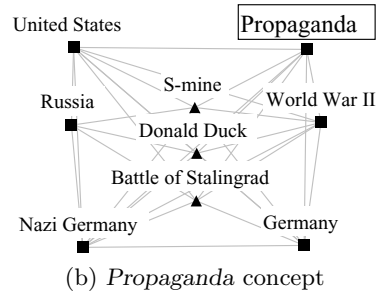 United States
Propaganda
S-mine
Russia
World War II
Donald Duck
Battle of Stalingrad
Nazi Germany
Germany
(b) Propaganda concept